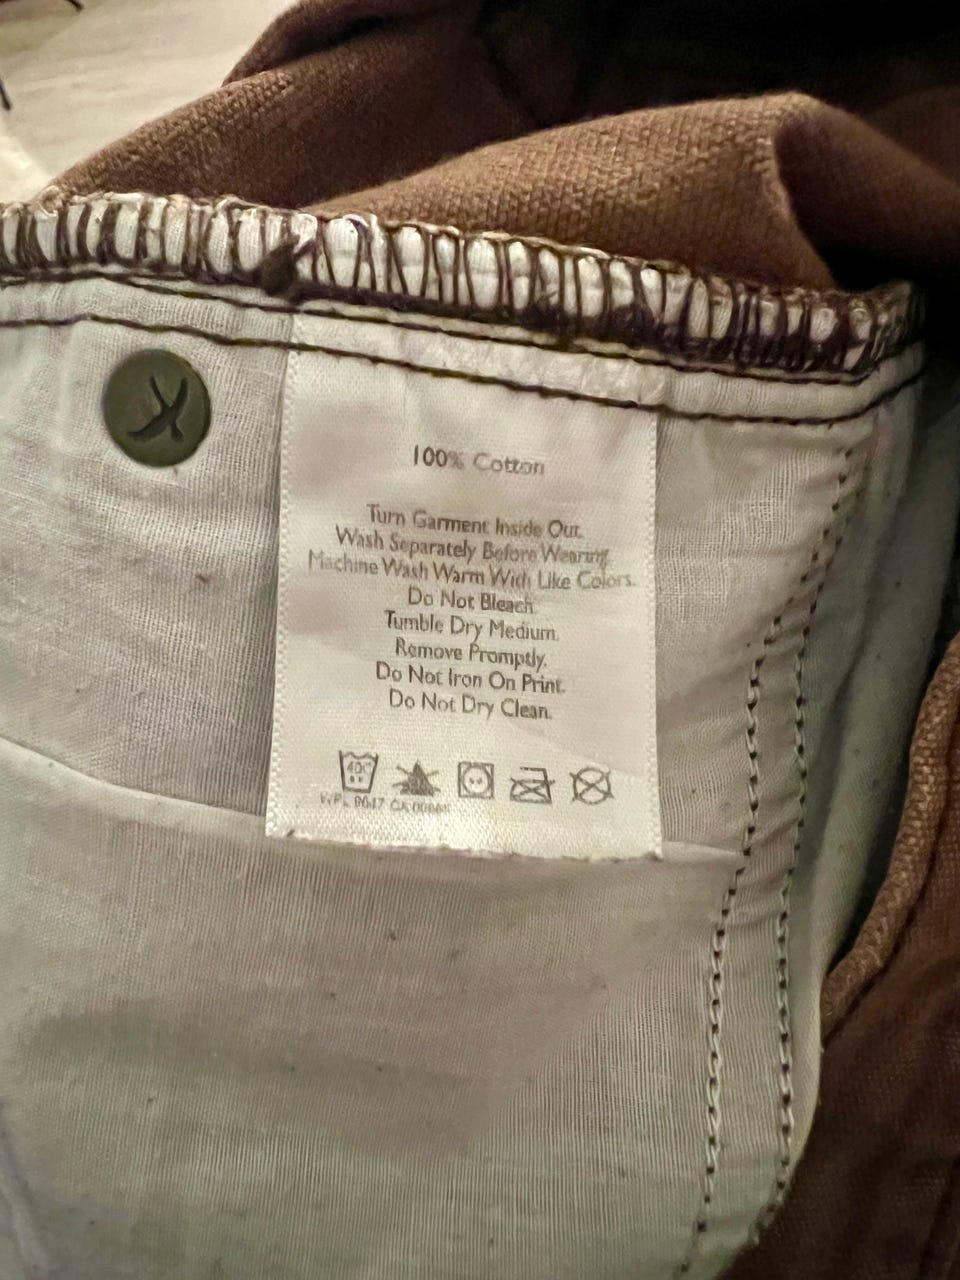 100% Cotton
Turn Garment Inside Out.
Wash Separately Before Wearing.
Machine Wash Warm With Like Colors.
Do Not Bleach.
Tumble Dry Medium.
Remove Promptly.
Do Not Iron On Print.
Do Not Dry Clean.
40C